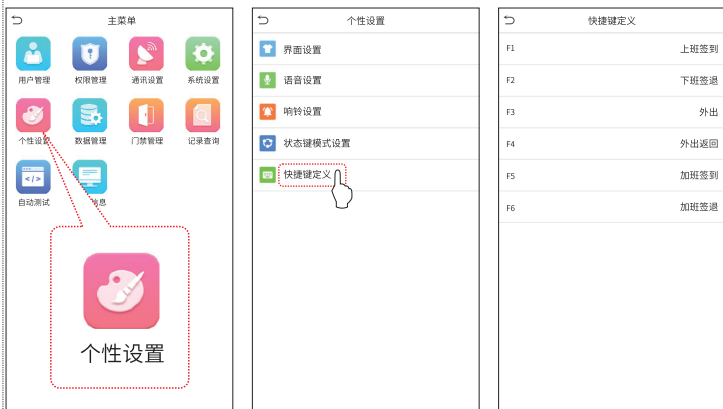 主菜单
用户管理 权限管理 通讯设置 系统设置
个性设置 数据管理 门禁管理 记录查询
自动测试 信息
个性设置
个性设置
界面设置
语音设置
响铃设置
状态键模式设置
快捷键定义
快捷键定义
F1 上班签到
F2 下班签退
F3 外出
F4 外出返回
F5 加班签到
F6 加班签退